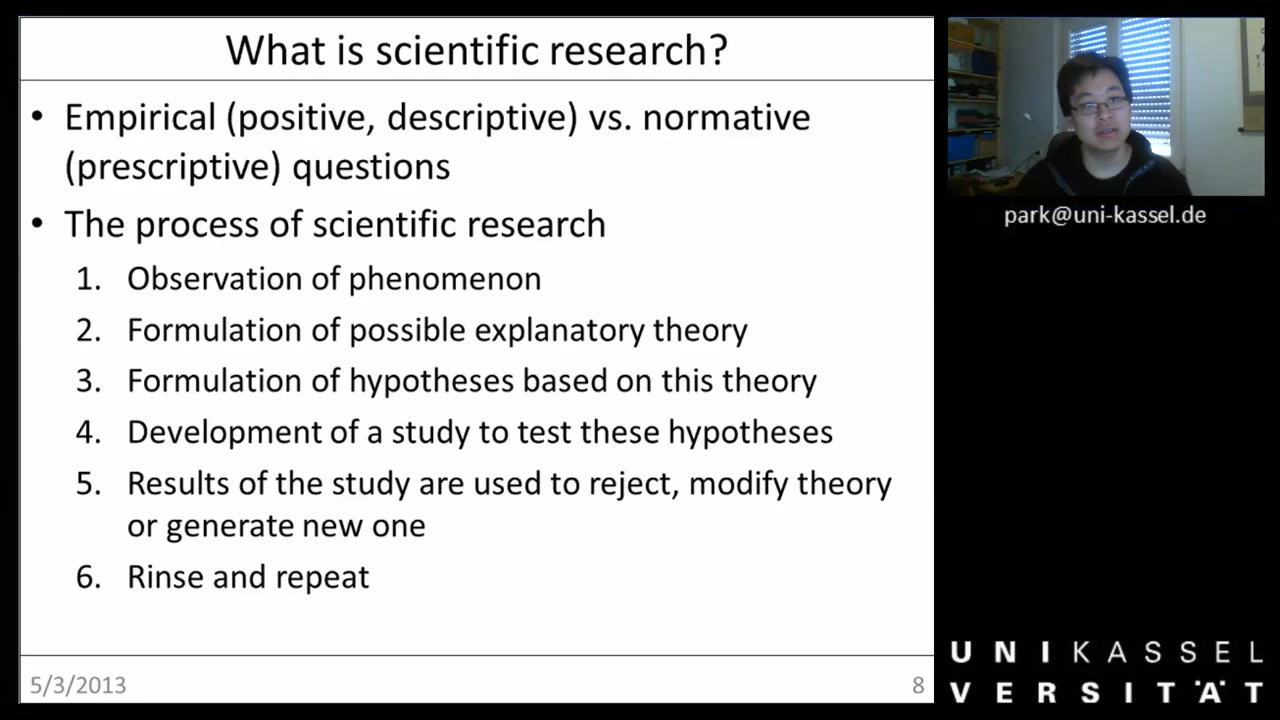 What is scientific research?
• Empirical (positive, descriptive) vs. normative
(prescriptive) questions
• The process of scientific research
1. Observation of phenomenon
2. Formulation of possible explanatory theory
3. Formulation of hypotheses based on this theory
4. Development of a study to test these hypotheses
5. Results of the study are used to reject, modify theory
or generate new one
6. Rinse and repeat
5/3/2013
8
park@uni-kassel.de
UNIKASSEL
VERSITÄT